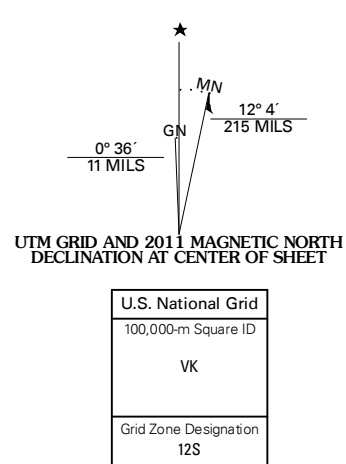 ★
MN
GN
12° 4´
215 MILS
0° 36´
11 MILS
UTM GRID AND 2011 MAGNETIC NORTH
DECLINATION AT CENTER OF SHEET
U.S. National Grid
100,000-m Square ID
VK
Grid Zone Designation
12S